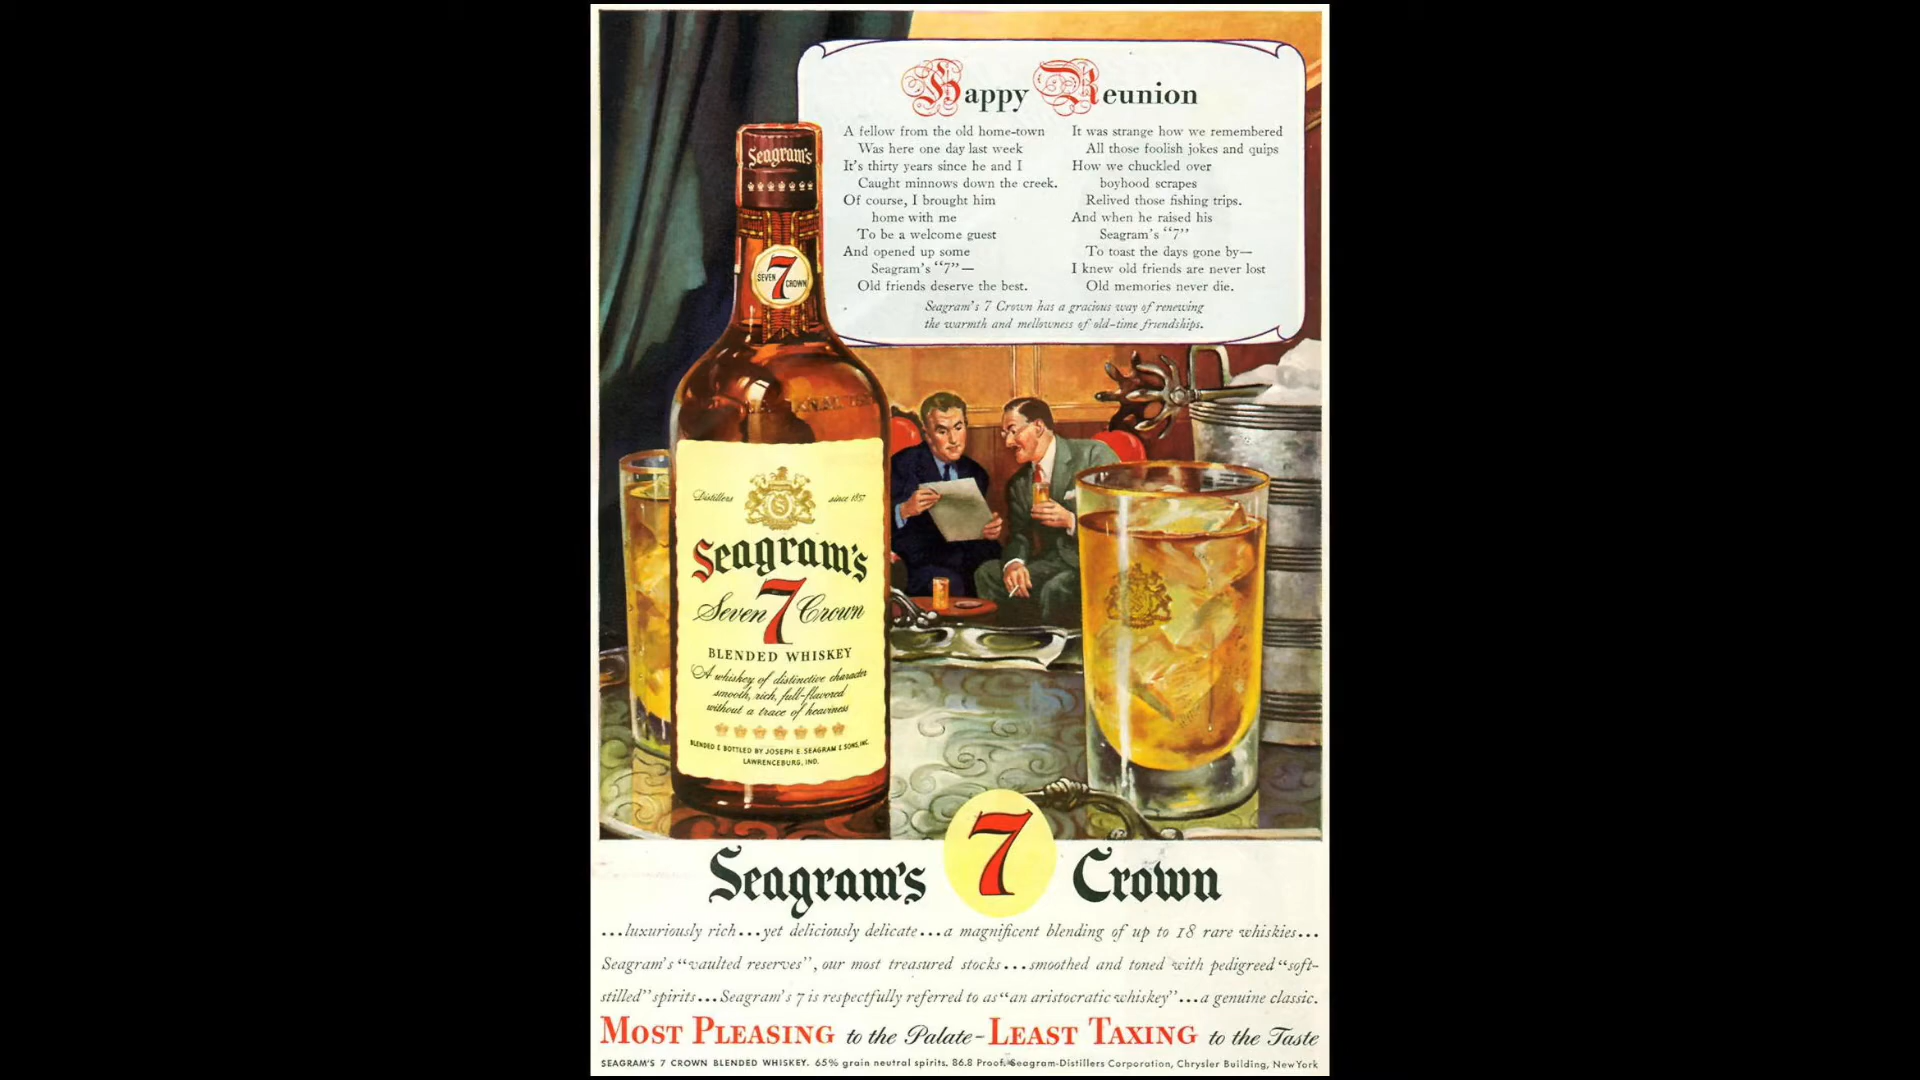 Happy Reunion
A fellow from the old home-town
Was here one day last week
It's thirty years since he and I
Caught minnows down the creek.
Of course, I brought him
home with me
To be a welcome guest
And opened up some
Seagram's "7"—
Old friends deserve the best.
It was strange how we remembered
All those foolish jokes and quips
How we chuckled over
boyhood scrapes
Relived those fishing trips.
And when he raised his
Seagram's "7"
To toast the days gone by—
I knew old friends are never lost
Old memories never die.
Seagram's 7 Crown has a gracious way of renewing
the warmth and mellowness of old-time friendships.
Seagram's
SEVEN 7 CROWN
Distillers since 1857
S
Seagram's
Seven 7 Crown
BLENDED WHISKEY
A whiskey of distinctive character
smooth, rich, full-flavored
without a trace of heaviness
BLENDED & BOTTLED BY JOSEPH E. SEAGRAM & SONS, INC.
LAWRENCEBURG, IND.
Seagram's 7 Crown
...luxuriously rich...yet deliciously delicate...a magnificent blending of up to 18 rare whiskies...
Seagram's "vaulted reserves", our most treasured stocks...smoothed and toned with pedigreed "soft-
stilled" spirits...Seagram's 7 is respectfully referred to as "an aristocratic whiskey"...a genuine classic.
MOST PLEASING to the Palate-LEAST TAXING to the Taste
SEAGRAM'S 7 CROWN BLENDED WHISKEY. 65% grain neutral spirits. 86.8 Proof. Seagram-Distillers Corporation, Chrysler Building, New York